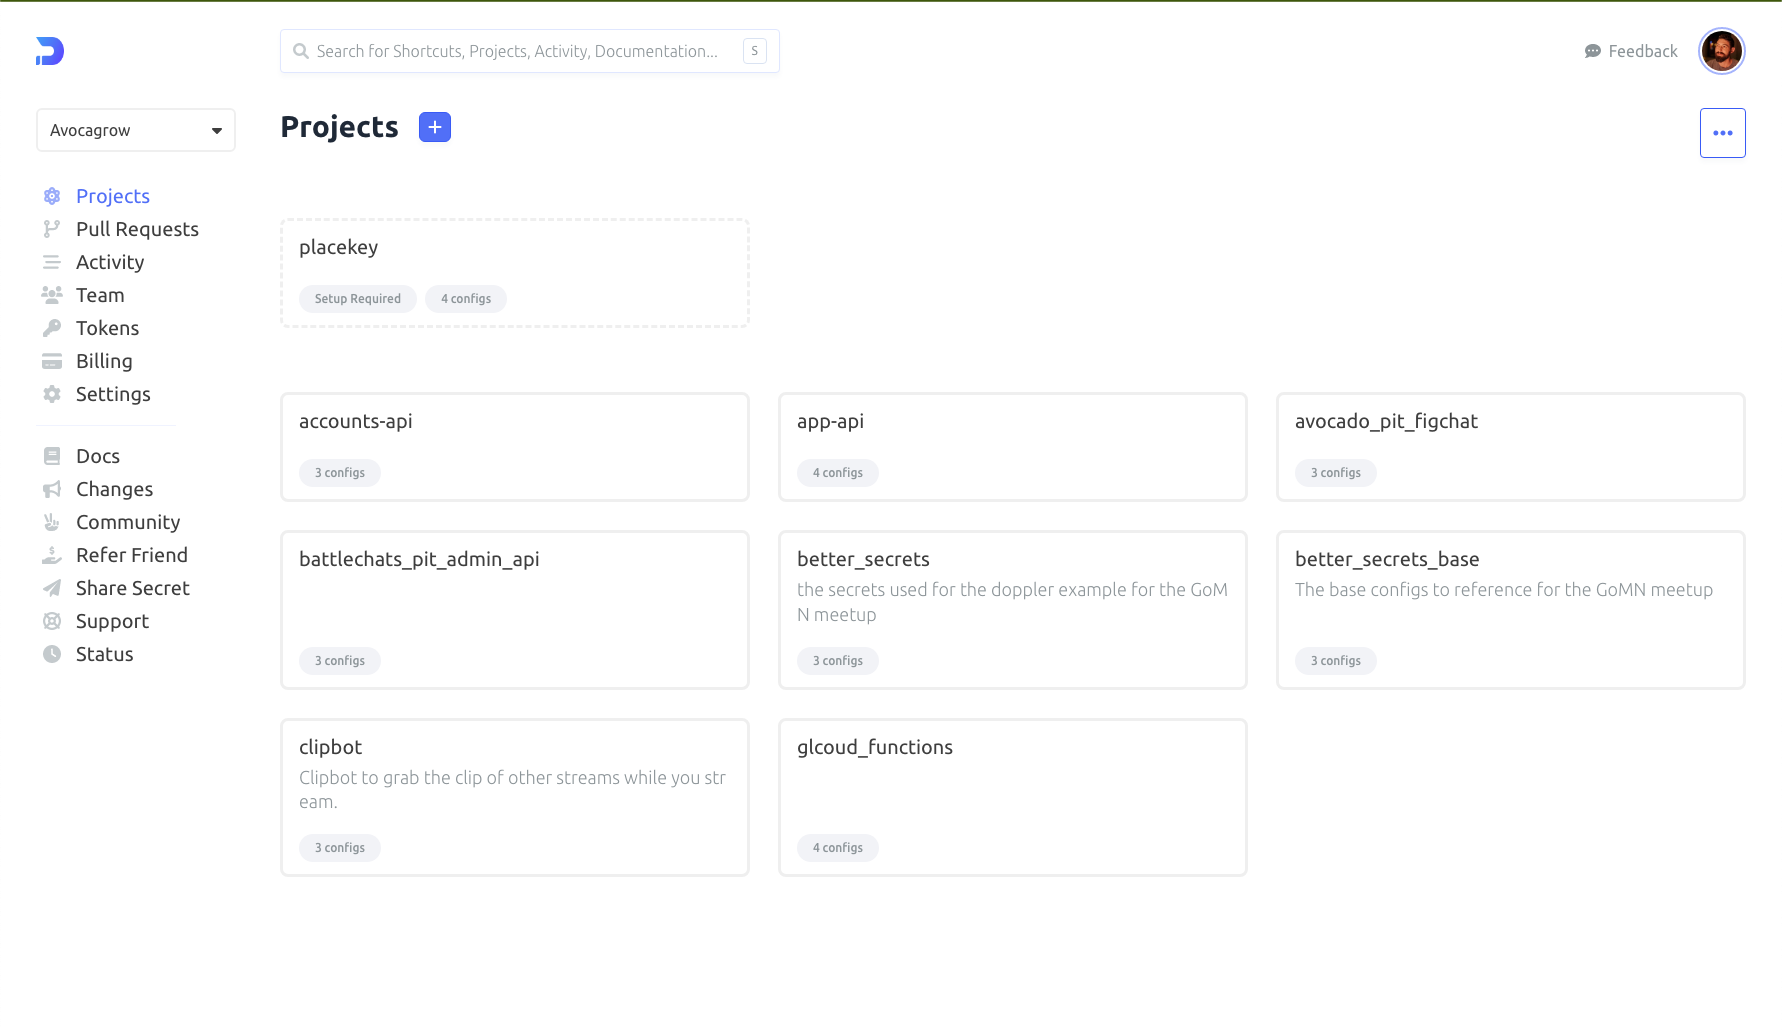 Search for Shortcuts, Projects, Activity, Documentation...
S
Feedback
Avocagrow
Projects
Projects
Pull Requests
Activity
Team
Tokens
Billing
Settings
Docs
Changes
Community
Refer Friend
Share Secret
Support
Status
placekey
Setup Required
4 configs
accounts-api
3 configs
app-api
4 configs
avocado_pit_figchat
3 configs
battlechats_pit_admin_api
3 configs
better_secrets
the secrets used for the doppler example for the GoM
N meetup
3 configs
better_secrets_base
The base configs to reference for the GoMN meetup
3 configs
clipbot
Clipbot to grab the clip of other streams while you str
eam.
3 configs
glcoud_functions
4 configs